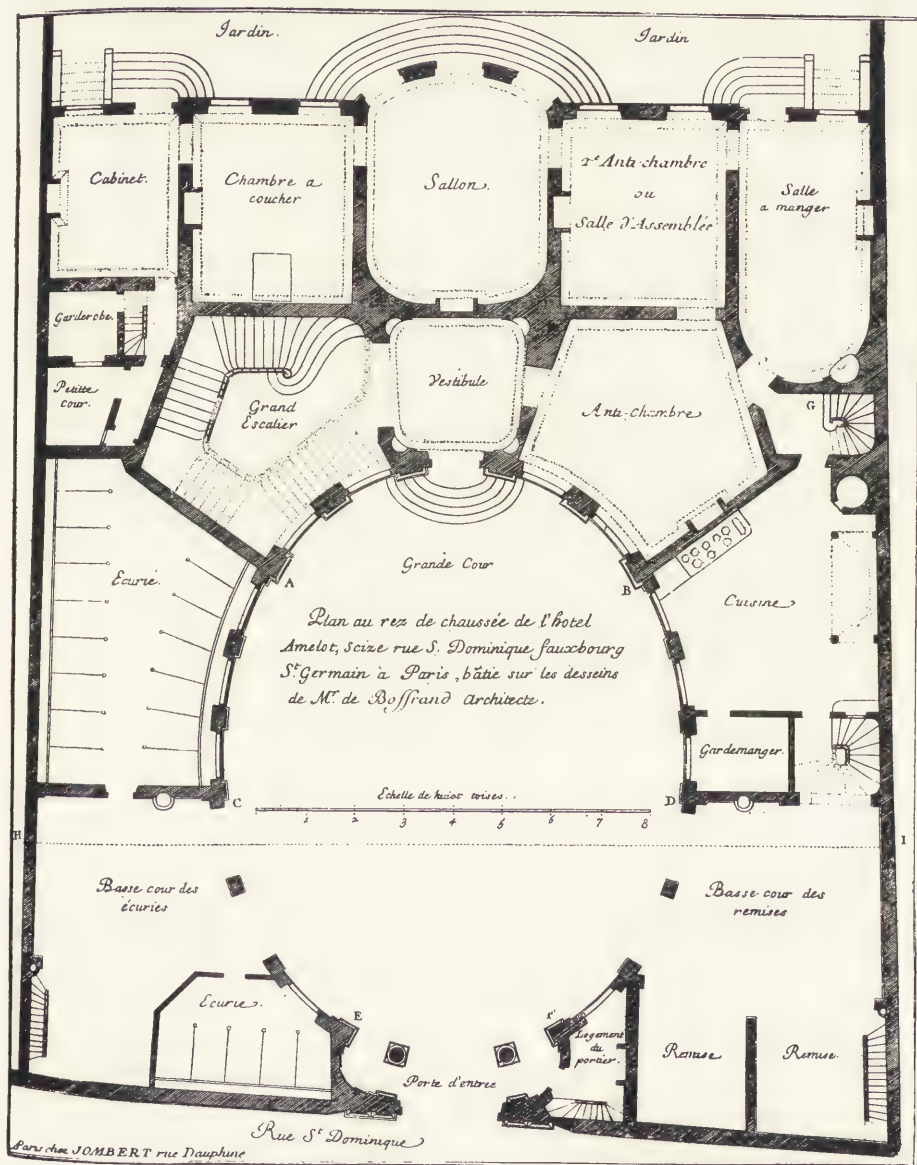 Jardin.
Jardin
Cabinet.
Chambre a
coucher
Sallon.
1e Anti-chambre
ou
Salle d'Assemblée
Salle
a manger
Garderobe.
Petitte
cour.
Grand
Escalier
Vestibule
Anti-chambre
G
Ecurie.
A
Grande Cour
B
Cuisine
Plan au rez de chaussée de l'hotel
Amelot, scize rue S. Dominique fauxbourg
St. Germain à Paris, bâtie sur les desseins
de Mr. de Boffrand Architecte.
Gardemanger.
C
Echelle de huiot toises..
D
1 2 3 4 5 6 7 8
H
I
Basse cour des
écuries
Basse cour des
remises
Ecurie.
E
F
Logement
du
portier.
Remise
Remise.
Porte d'entrée
Rue St Dominique
Paris chez JOMBERT rue Dauphine